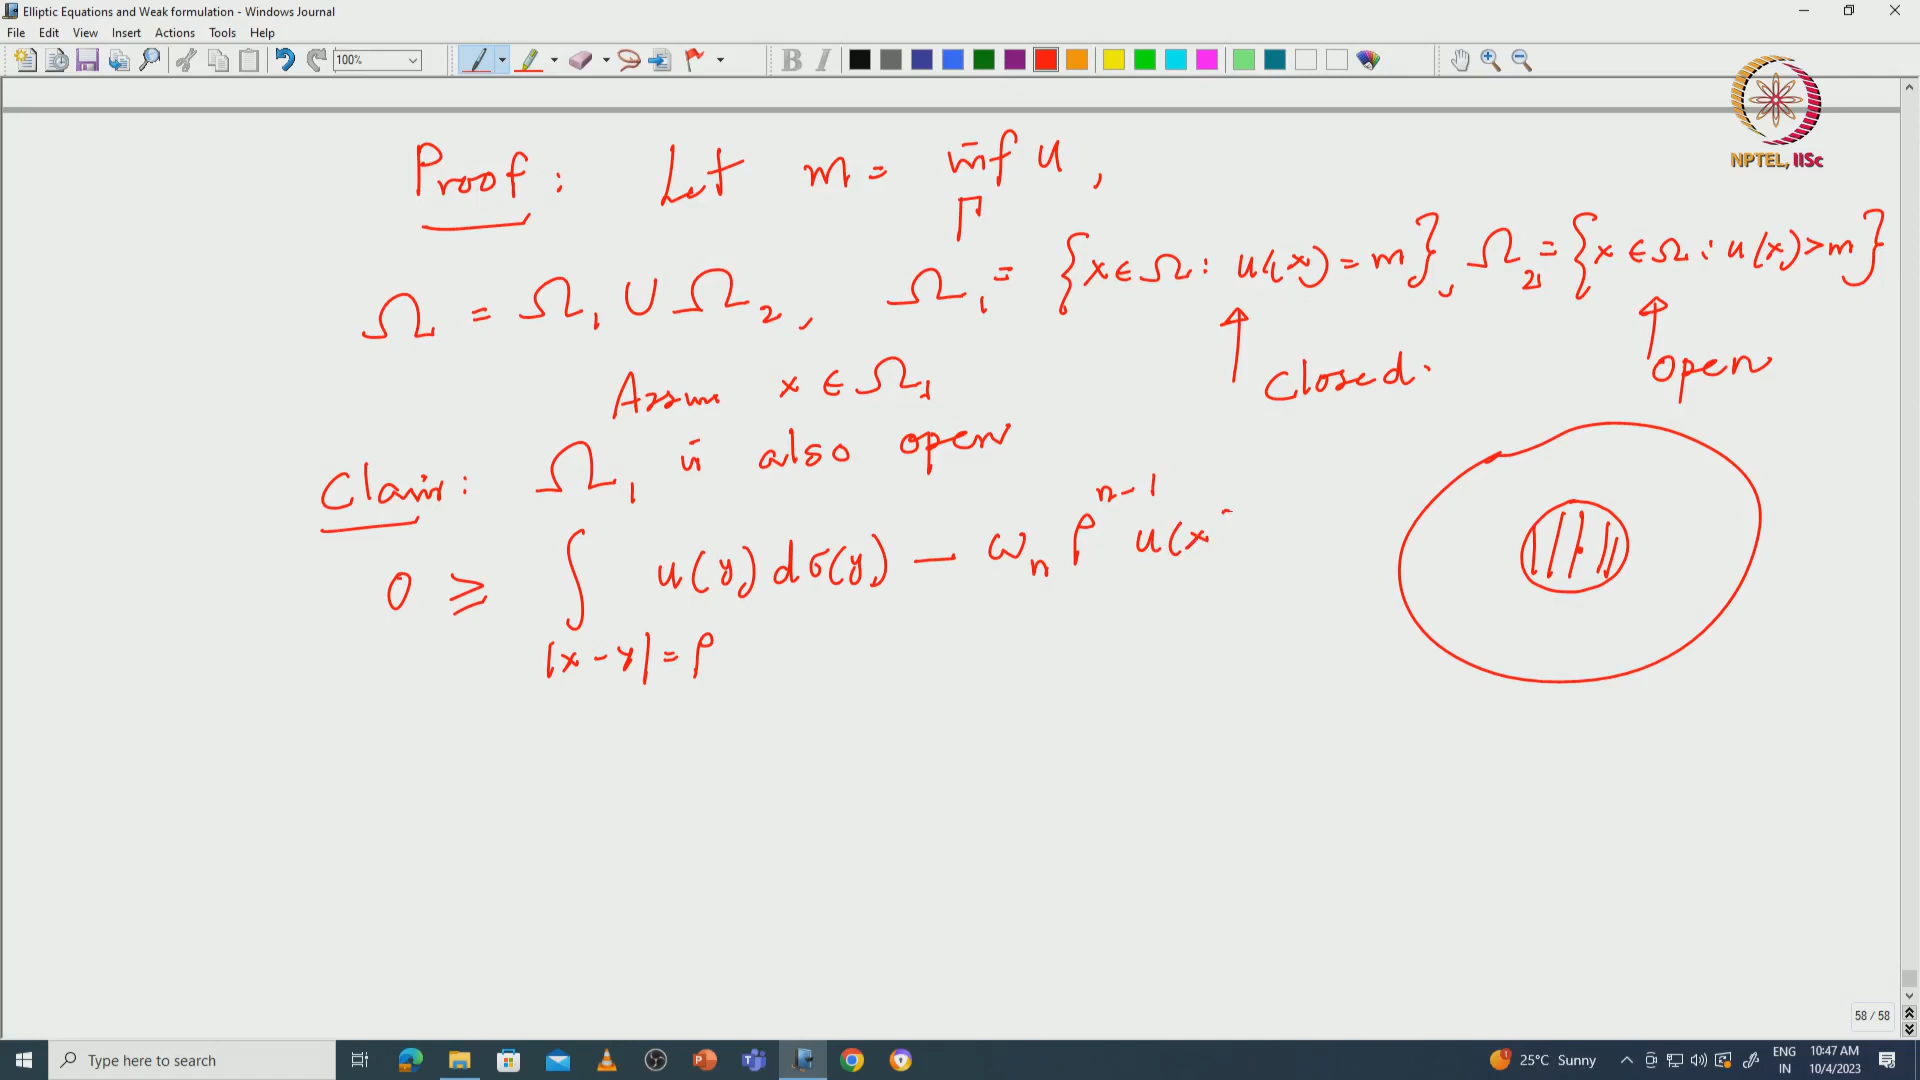 Elliptic Equations and Weak formulation - Windows Journal
File Edit View Insert Actions Tools Help
100%
B I
NPTEL, IISc
Proof: Let m = inf u,
Γ
Ω = Ω₁ ∪ Ω₂, Ω₁ = {x ∈ Ω : u(x) = m}, Ω₂ = {x ∈ Ω : u(x) > m}
Closed. open
Assume x ∈ Ω₁
Claim: Ω₁ is also open
0 ≥ ∫ u(y) dσ(y) − ωₙ ρⁿ⁻¹ u(x
|x − y| = ρ
58 / 58
Type here to search
25°C Sunny
ENG
IN
10:47 AM
10/4/2023